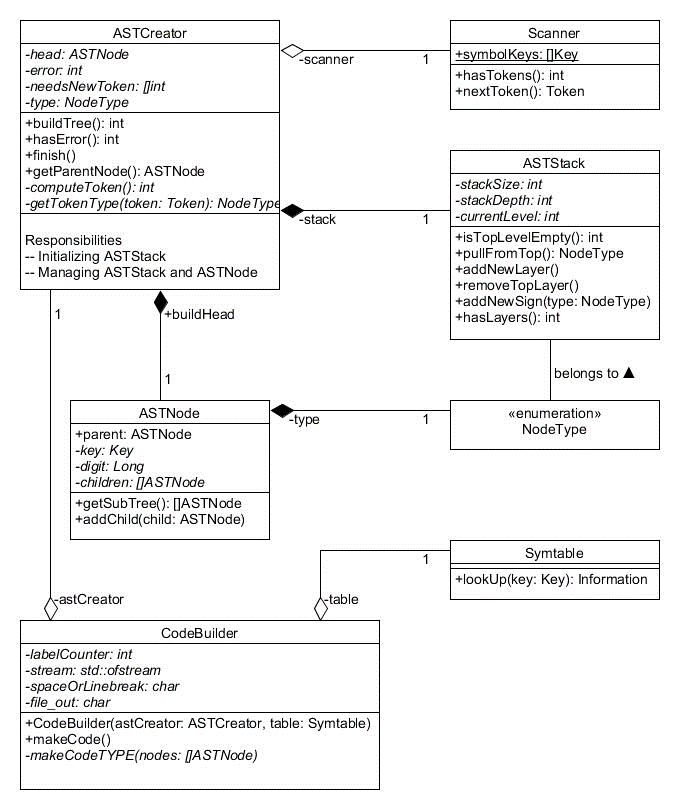 ASTCreator
-head: ASTNode
-error: int
-needsNewToken: []int
-type: NodeType
+buildTree(): int
+hasError(): int
+finish()
+getParentNode(): ASTNode
-computeToken(): int
-getTokenType(token: Token): NodeType
Responsibilities
-- Initializing ASTStack
-- Managing ASTStack and ASTNode
-scanner
1
Scanner
+symbolKeys: []Key
+hasTokens(): int
+nextToken(): Token
-stack
1
ASTStack
-stackSize: int
-stackDepth: int
-currentLevel: int
+isTopLevelEmpty(): int
+pullFromTop(): NodeType
+addNewLayer()
+removeTopLayer()
+addNewSign(type: NodeType)
+hasLayers(): int
1
+buildHead
1
belongs to ▲
ASTNode
+parent: ASTNode
-key: Key
-digit: Long
-children: []ASTNode
+getSubTree(): []ASTNode
+addChild(child: ASTNode)
-type
1
«enumeration»
NodeType
Symtable
+lookUp(key: Key): Information
1
-astCreator
-table
CodeBuilder
-labelCounter: int
-stream: std::ofstream
-spaceOrLinebreak: char
-file_out: char
+CodeBuilder(astCreator: ASTCreator, table: Symtable)
+makeCode()
-makeCodeTYPE(nodes: []ASTNode)